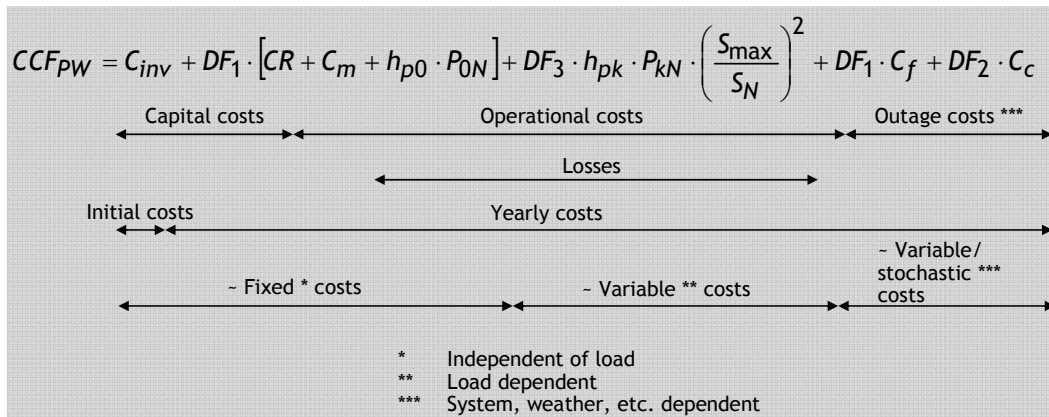 CCF_PW = C_inv + DF_1 · [CR + C_m + h_p0 · P_0N] + DF_3 · h_pk · P_kN · (S_max / S_N)^2 + DF_1 · C_f + DF_2 · C_c
Capital costs Operational costs Outage costs ***
Losses
Initial costs Yearly costs
~ Fixed * costs ~ Variable ** costs ~ Variable/
stochastic ***
costs
* Independent of load
** Load dependent
*** System, weather, etc. dependent